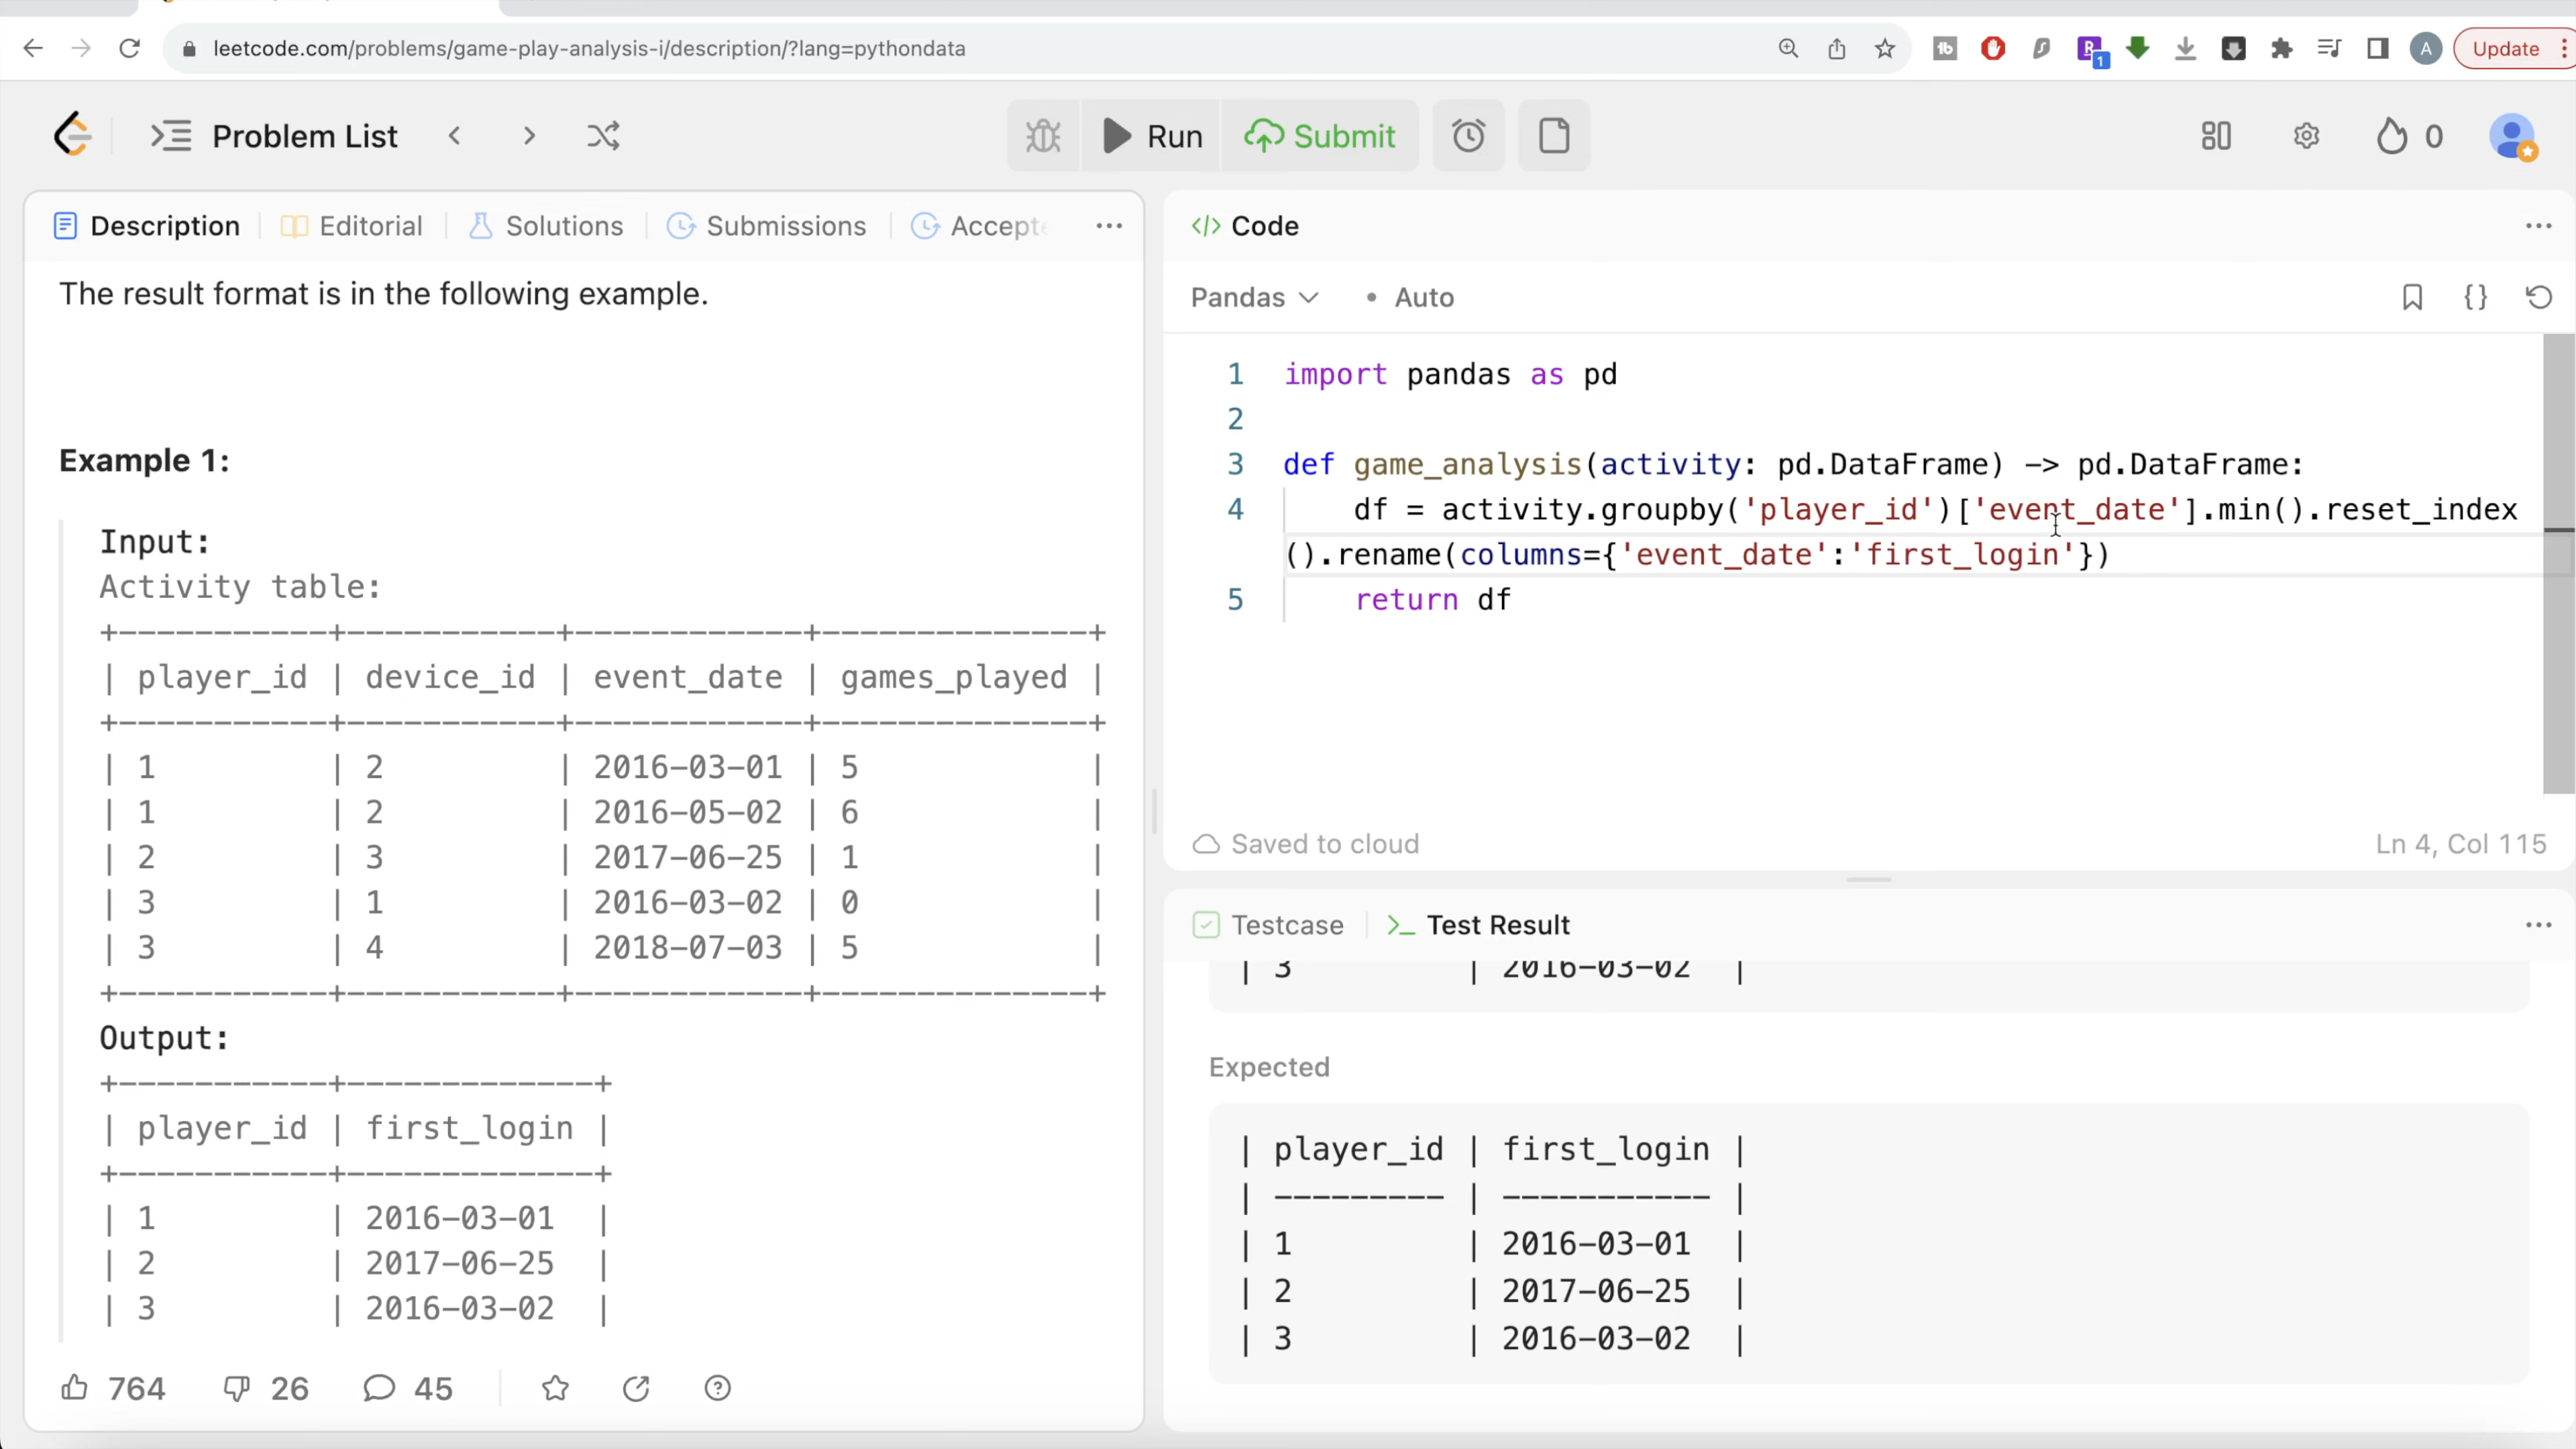 leetcode.com/problems/game-play-analysis-i/description/?lang=pythondata
1
A
Update
Problem List
Run
Submit
0
Description
Editorial
Solutions
Submissions
Accept
The result format is in the following example.
Example 1:
Input:
Activity table:
+-----------+-----------+------------+--------------+
| player_id | device_id | event_date | games_played |
+-----------+-----------+------------+--------------+
| 1         | 2         | 2016-03-01 | 5            |
| 1         | 2         | 2016-05-02 | 6            |
| 2         | 3         | 2017-06-25 | 1            |
| 3         | 1         | 2016-03-02 | 0            |
| 3         | 4         | 2018-07-03 | 5            |
+-----------+-----------+------------+--------------+
Output:
+-----------+-------------+
| player_id | first_login |
+-----------+-------------+
| 1         | 2016-03-01  |
| 2         | 2017-06-25  |
| 3         | 2016-03-02  |
764
26
45
</> Code
Pandas
• Auto
1 import pandas as pd
2
3 def game_analysis(activity: pd.DataFrame) -> pd.DataFrame:
4     df = activity.groupby('player_id')['event_date'].min().reset_index
().rename(columns={'event_date':'first_login'})
5     return df
Saved to cloud
Ln 4, Col 115
Testcase
>_ Test Result
| 3         | 2016-03-02  |
Expected
| player_id | first_login |
| --------- | ----------- |
| 1         | 2016-03-01  |
| 2         | 2017-06-25  |
| 3         | 2016-03-02  |